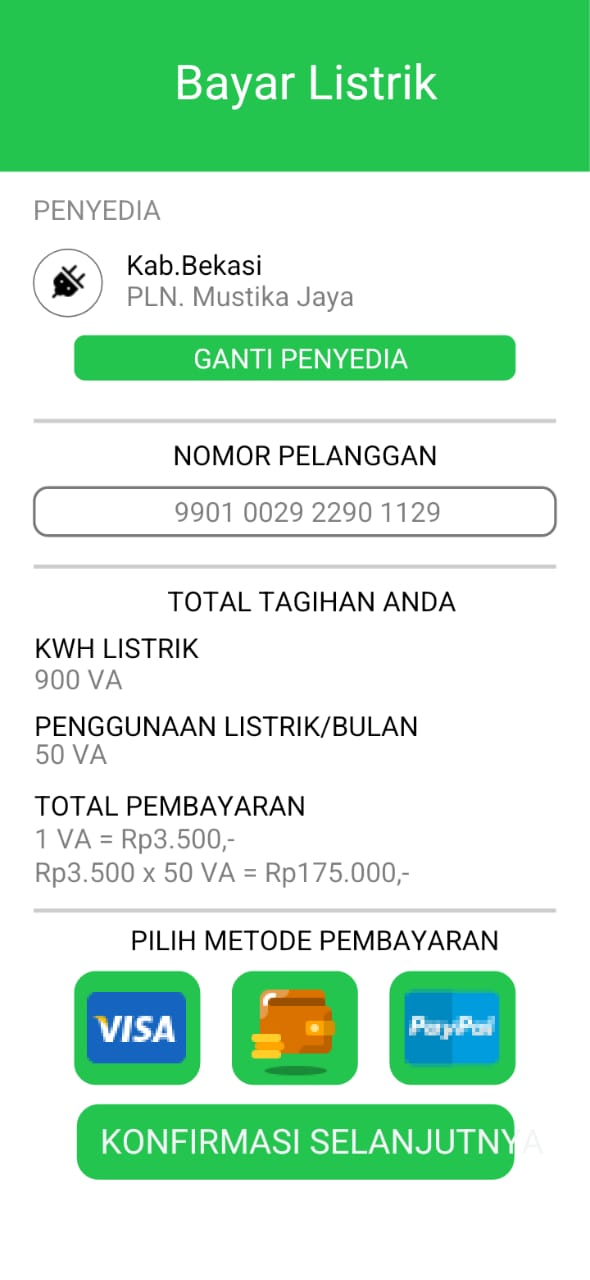 Bayar Listrik
PENYEDIA
Kab.Bekasi
PLN. Mustika Jaya
GANTI PENYEDIA
NOMOR PELANGGAN
9901 0029 2290 1129
TOTAL TAGIHAN ANDA
KWH LISTRIK
900 VA
PENGGUNAAN LISTRIK/BULAN
50 VA
TOTAL PEMBAYARAN
1 VA = Rp3.500,-
Rp3.500 x 50 VA = Rp175.000,-
PILIH METODE PEMBAYARAN
VISA
PayPal
KONFIRMASI SELANJUTNYA